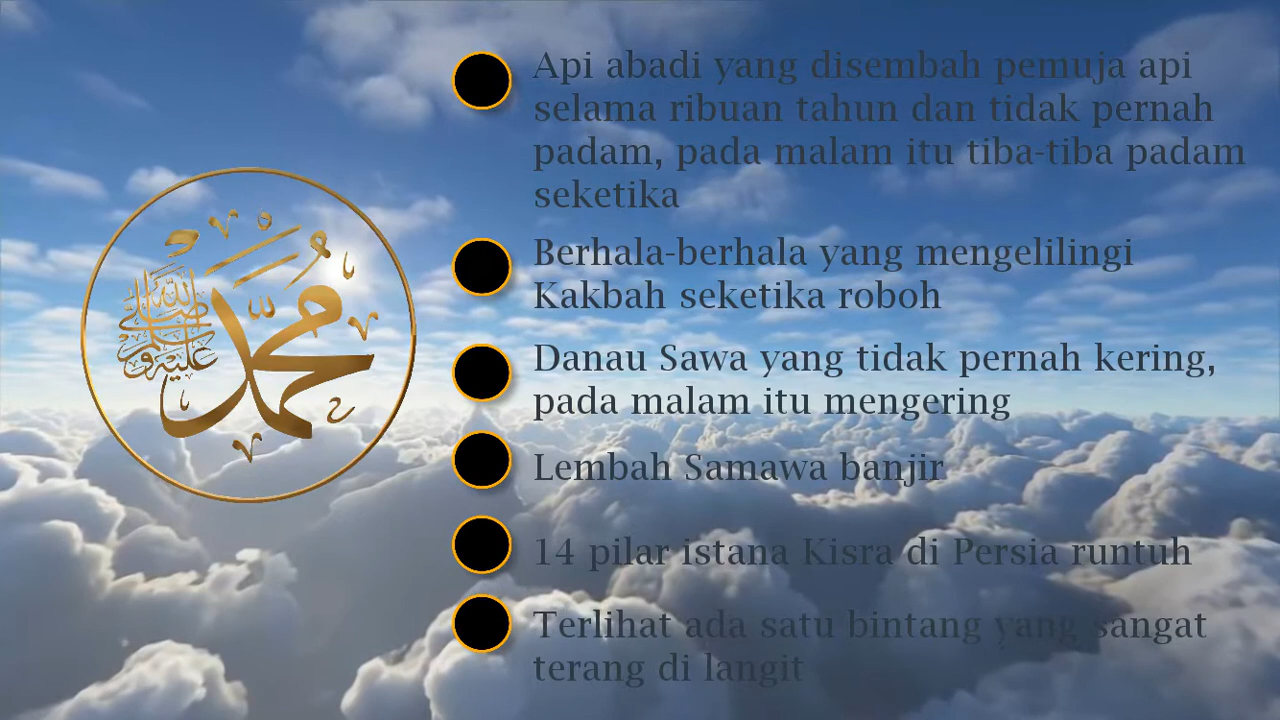 محمد
صلى الله عليه وسلم
Api abadi yang disembah pemuja api
selama ribuan tahun dan tidak pernah
padam, pada malam itu tiba-tiba padam
seketika
Berhala-berhala yang mengelilingi
Kakbah seketika roboh
Danau Sawa yang tidak pernah kering,
pada malam itu mengering
Lembah Samawa banjir
14 pilar istana Kisra di Persia runtuh
Terlihat ada satu bintang yang sangat
terang di langit